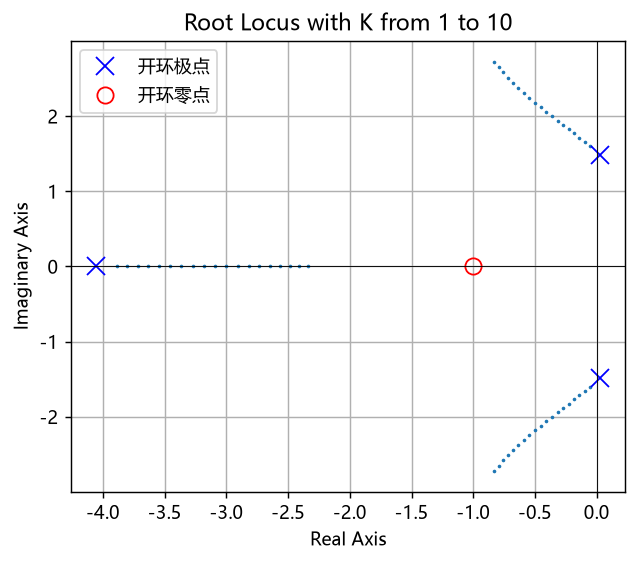 Root Locus with K from 1 to 10
开环极点
开环零点
2
1
0
-1
-2
Imaginary Axis
-4.0 -3.5 -3.0 -2.5 -2.0 -1.5 -1.0 -0.5 0.0
Real Axis